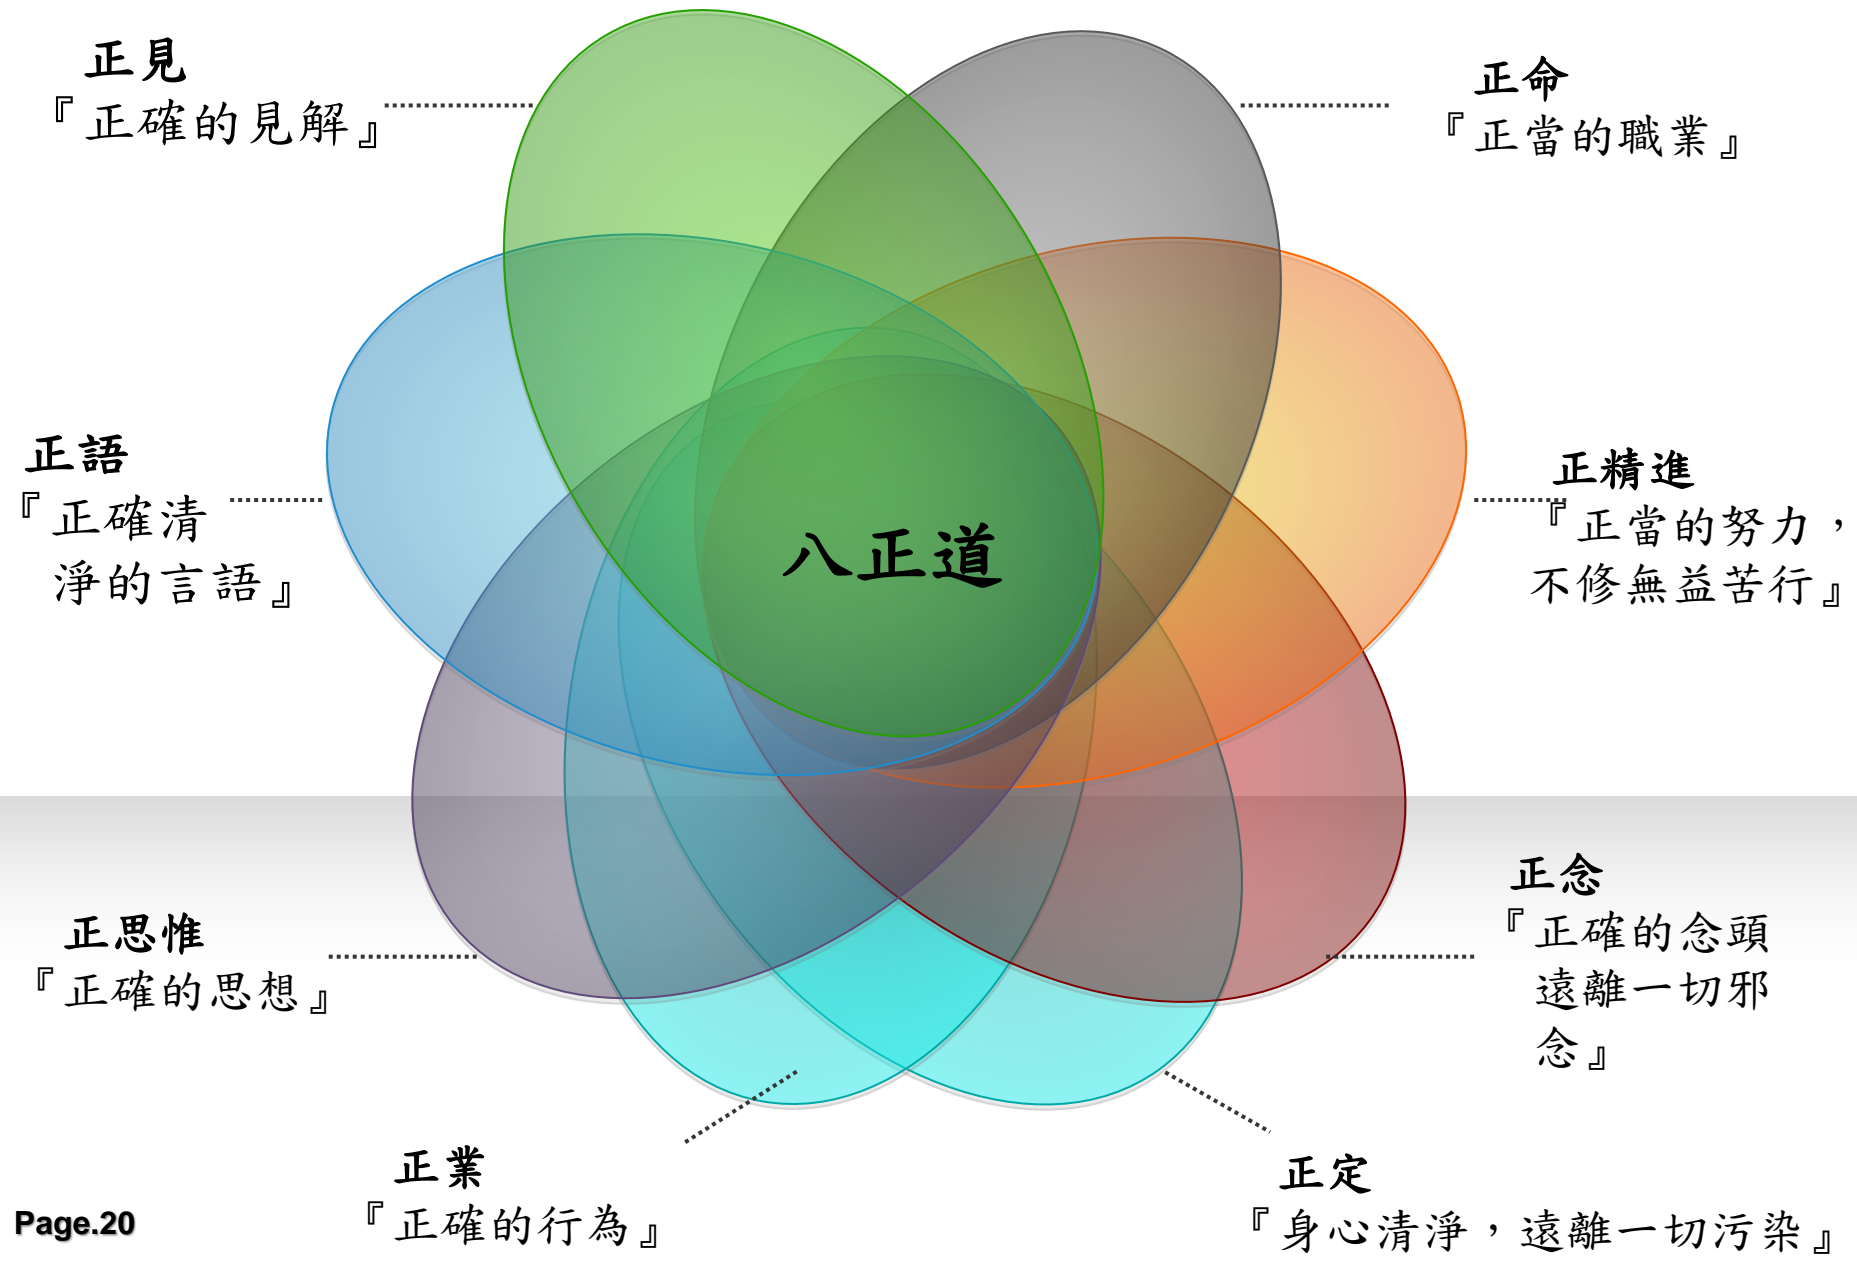 正見
『正確的見解』
正命
『正當的職業』
正語
『正確清
淨的言語』
八正道
正精進
『正當的努力，
不修無益苦行』
正思惟
『正確的思想』
正念
『正確的念頭
遠離一切邪
念』
正業
『正確的行為』
正定
『身心清淨，遠離一切污染』
Page.20